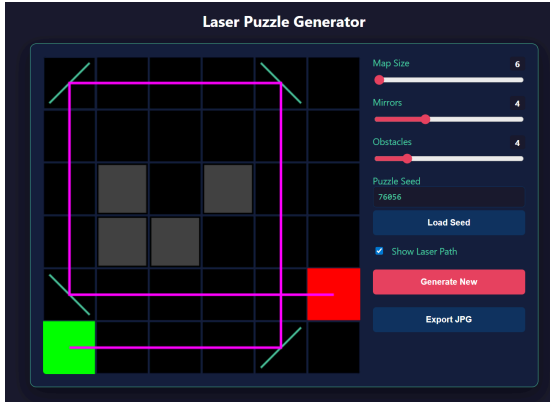 Laser Puzzle Generator
Map Size 6
Mirrors 4
Obstacles 4
Puzzle Seed
76056
Load Seed
Show Laser Path
Generate New
Export JPG